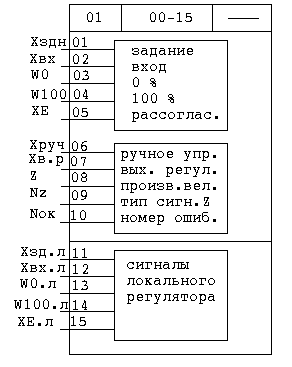 01 00-15 ——
Xздн 01 задание
Xвх 02 вход
W0 03 0 %
W100 04 100 %
XE 05 рассоглас.
Xруч 06 ручное упр.
Xв.р 07 вых. регул.
Z 08 произв.вел.
Nz 09 тип сигн.Z
Nок 10 номер ошиб.
Xзд.л 11 сигналы
Xвх.л 12 локального
W0.л 13 регулятора
W100.л 14
XE.л 15